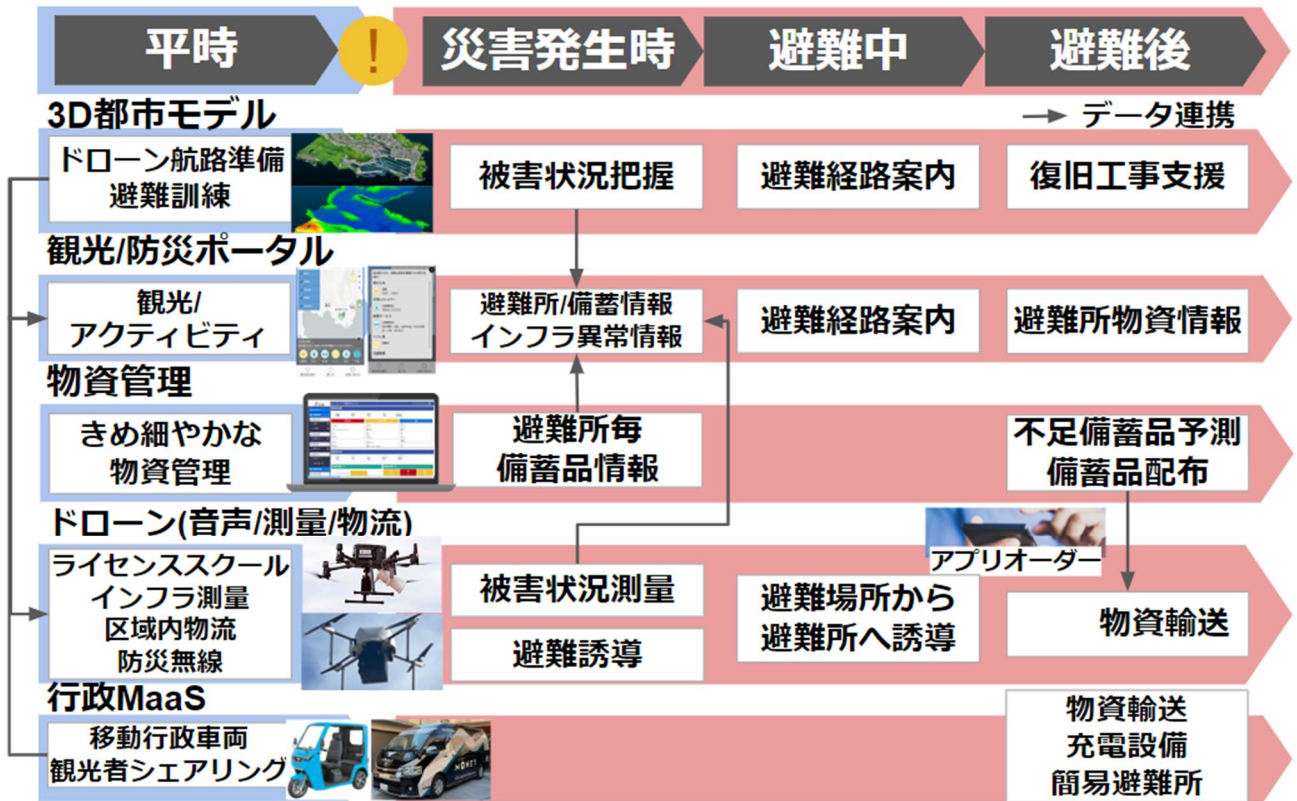 平時
!
災害発生時
避難中
避難後
3D都市モデル
データ連携
ドローン航路準備
避難訓練
被害状況把握
避難経路案内
復旧工事支援
観光/防災ポータル
観光/
アクティビティ
避難所/備蓄情報
インフラ異常情報
避難経路案内
避難所物資情報
物資管理
きめ細やかな
物資管理
避難所毎
備蓄品情報
不足備蓄品予測
備蓄品配布
ドローン(音声/測量/物流)
ライセンススクール
インフラ測量
区域内物流
防災無線
被害状況測量
避難誘導
避難場所から
避難所へ誘導
アプリオーダー
物資輸送
行政MaaS
移動行政車両
観光者シェアリング
MONET
物資輸送
充電設備
簡易避難所